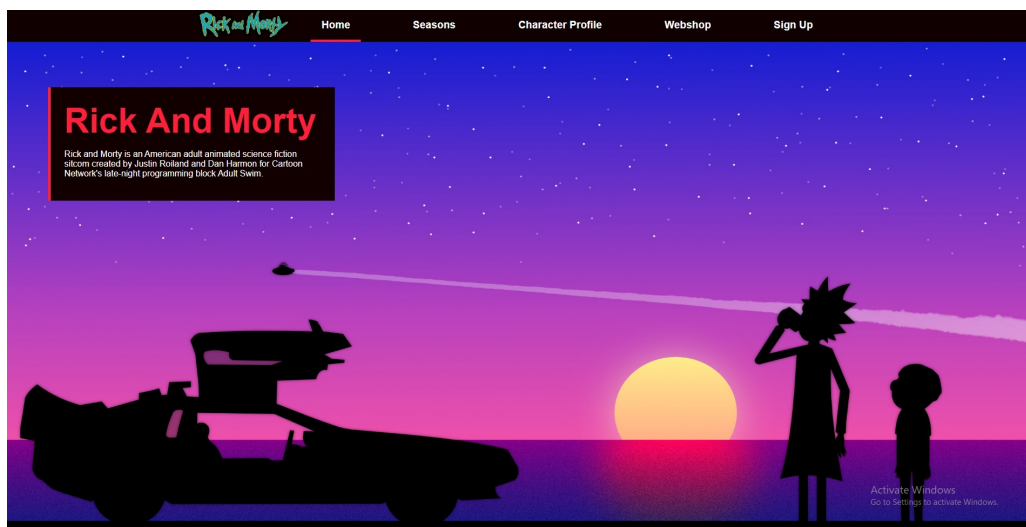 Rick and Morty Home Seasons Character Profile Webshop Sign Up
Rick And Morty
Rick and Morty is an American adult animated science fiction
sitcom created by Justin Roiland and Dan Harmon for Cartoon
Network's late-night programming block Adult Swim.
Activate Windows
Go to Settings to activate Windows.